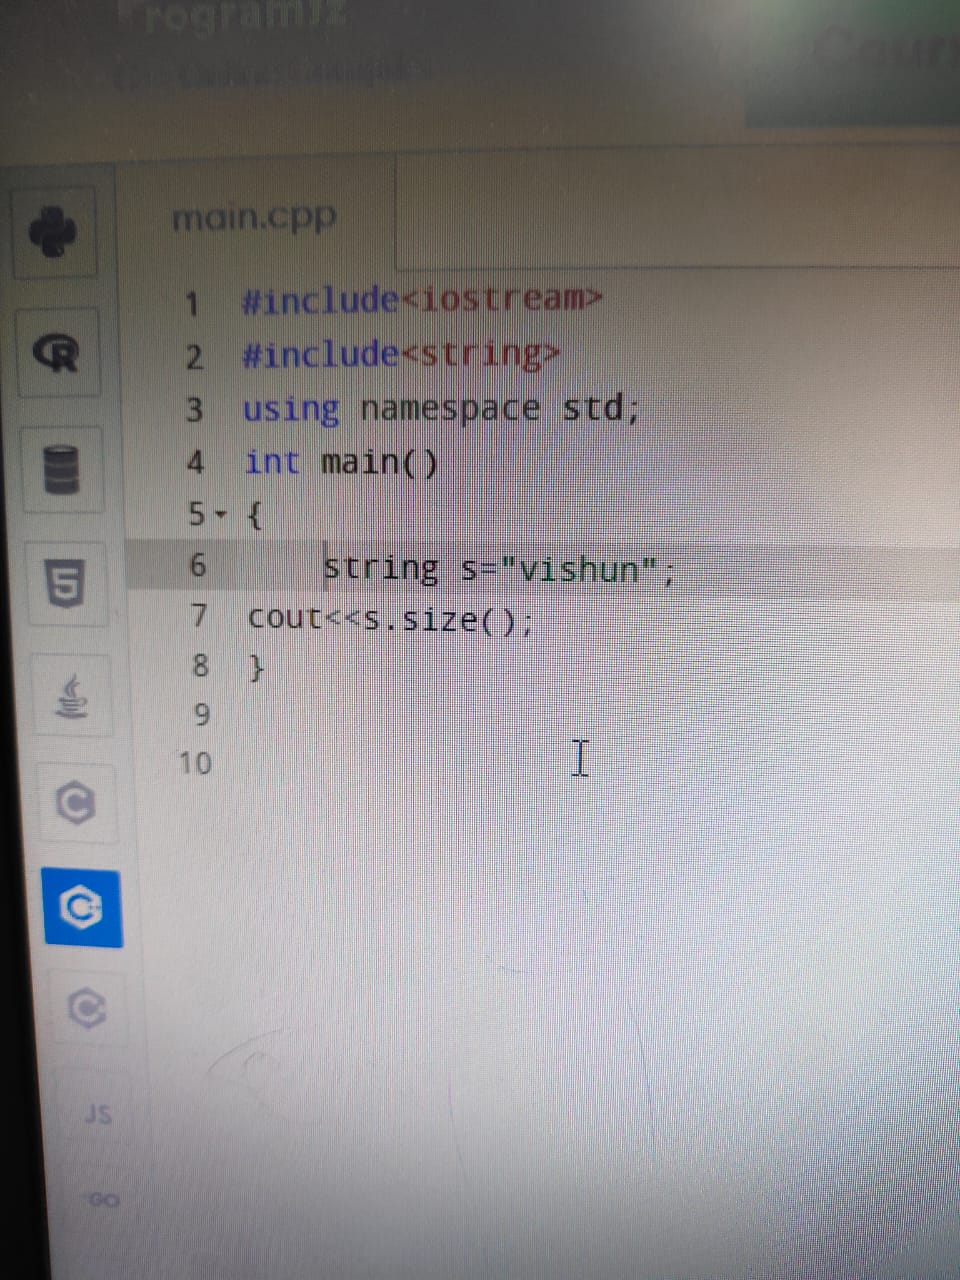 Programiz
main.cpp
1 #include<iostream>
2 #include<string>
3 using namespace std;
4 int main()
5 {
6 string s="vishun";
7 cout<<s.size();
8 }
9
10
JS
GO